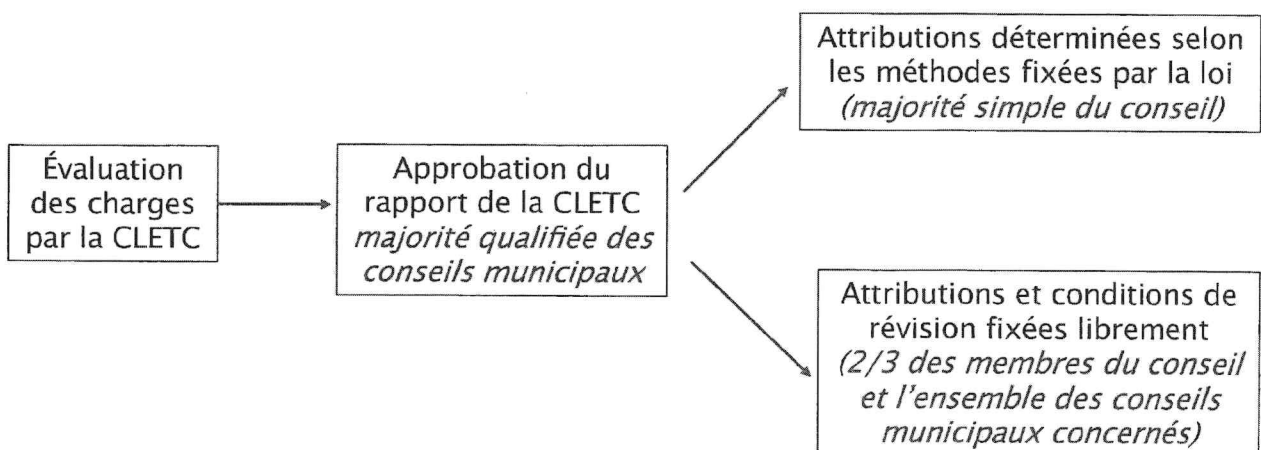 Évaluation
des charges
par la CLETC
Approbation du
rapport de la CLETC
majorité qualifiée des
conseils municipaux
Attributions déterminées selon
les méthodes fixées par la loi
(majorité simple du conseil)
Attributions et conditions de
révision fixées librement
(2/3 des membres du conseil
et l'ensemble des conseils
municipaux concernés)